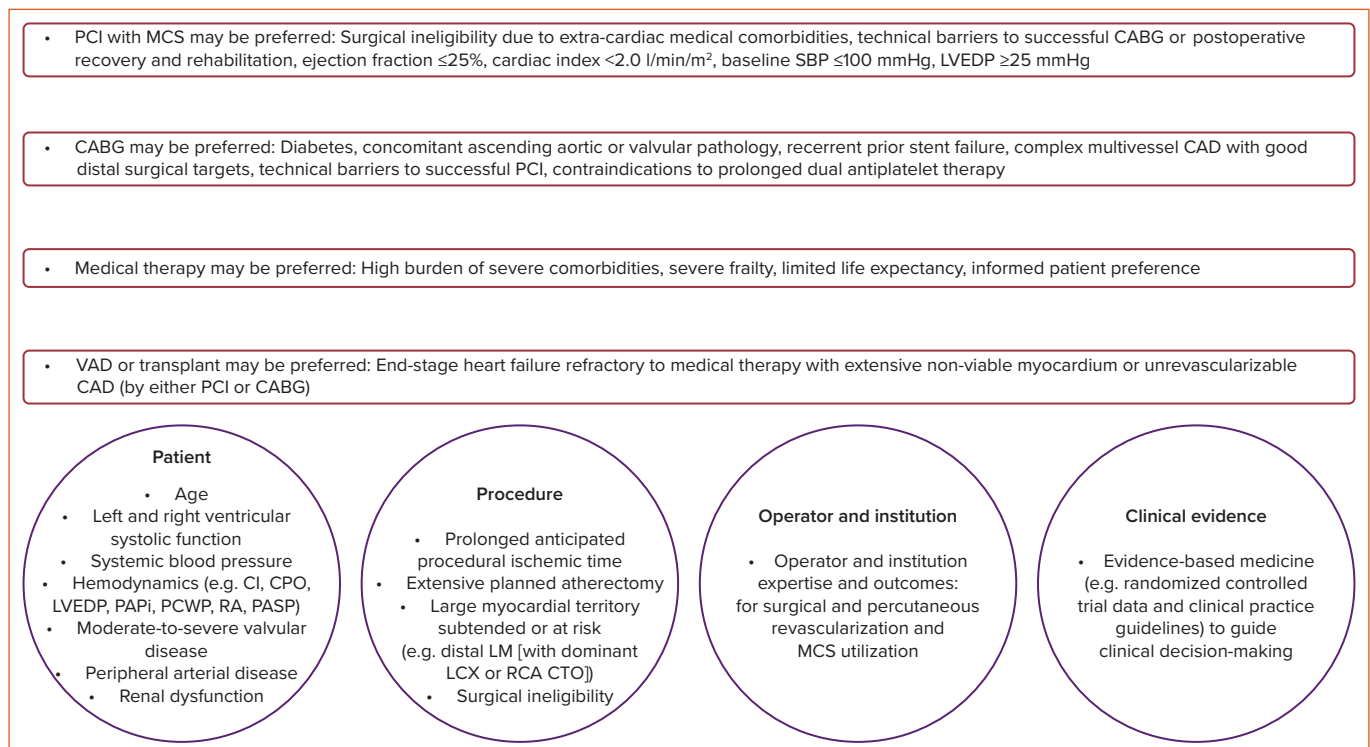 • PCI with MCS may be preferred: Surgical ineligibility due to extra-cardiac medical comorbidities, technical barriers to successful CABG or postoperative
recovery and rehabilitation, ejection fraction ≤25%, cardiac index <2.0 l/min/m², baseline SBP ≤100 mmHg, LVEDP ≥25 mmHg
• CABG may be preferred: Diabetes, concomitant ascending aortic or valvular pathology, recerrent prior stent failure, complex multivessel CAD with good
distal surgical targets, technical barriers to successful PCI, contraindications to prolonged dual antiplatelet therapy
• Medical therapy may be preferred: High burden of severe comorbidities, severe frailty, limited life expectancy, informed patient preference
• VAD or transplant may be preferred: End-stage heart failure refractory to medical therapy with extensive non-viable myocardium or unrevascularizable
CAD (by either PCI or CABG)
Patient
• Age
• Left and right ventricular
systolic function
• Systemic blood pressure
• Hemodynamics (e.g. CI, CPO,
LVEDP, PAPi, PCWP, RA, PASP)
• Moderate-to-severe valvular
disease
• Peripheral arterial disease
• Renal dysfunction
Procedure
• Prolonged anticipated
procedural ischemic time
• Extensive planned atherectomy
• Large myocardial territory
subtended or at risk
(e.g. distal LM [with dominant
LCX or RCA CTO])
• Surgical ineligibility
Operator and institution
• Operator and institution
expertise and outcomes:
for surgical and percutaneous
revascularization and
MCS utilization
Clinical evidence
• Evidence-based medicine
(e.g. randomized controlled
trial data and clinical practice
guidelines) to guide
clinical decision-making